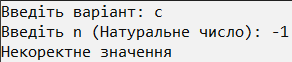 Введіть варіант: c
Введіть n (Натуральне число): -1
Некоректне значення